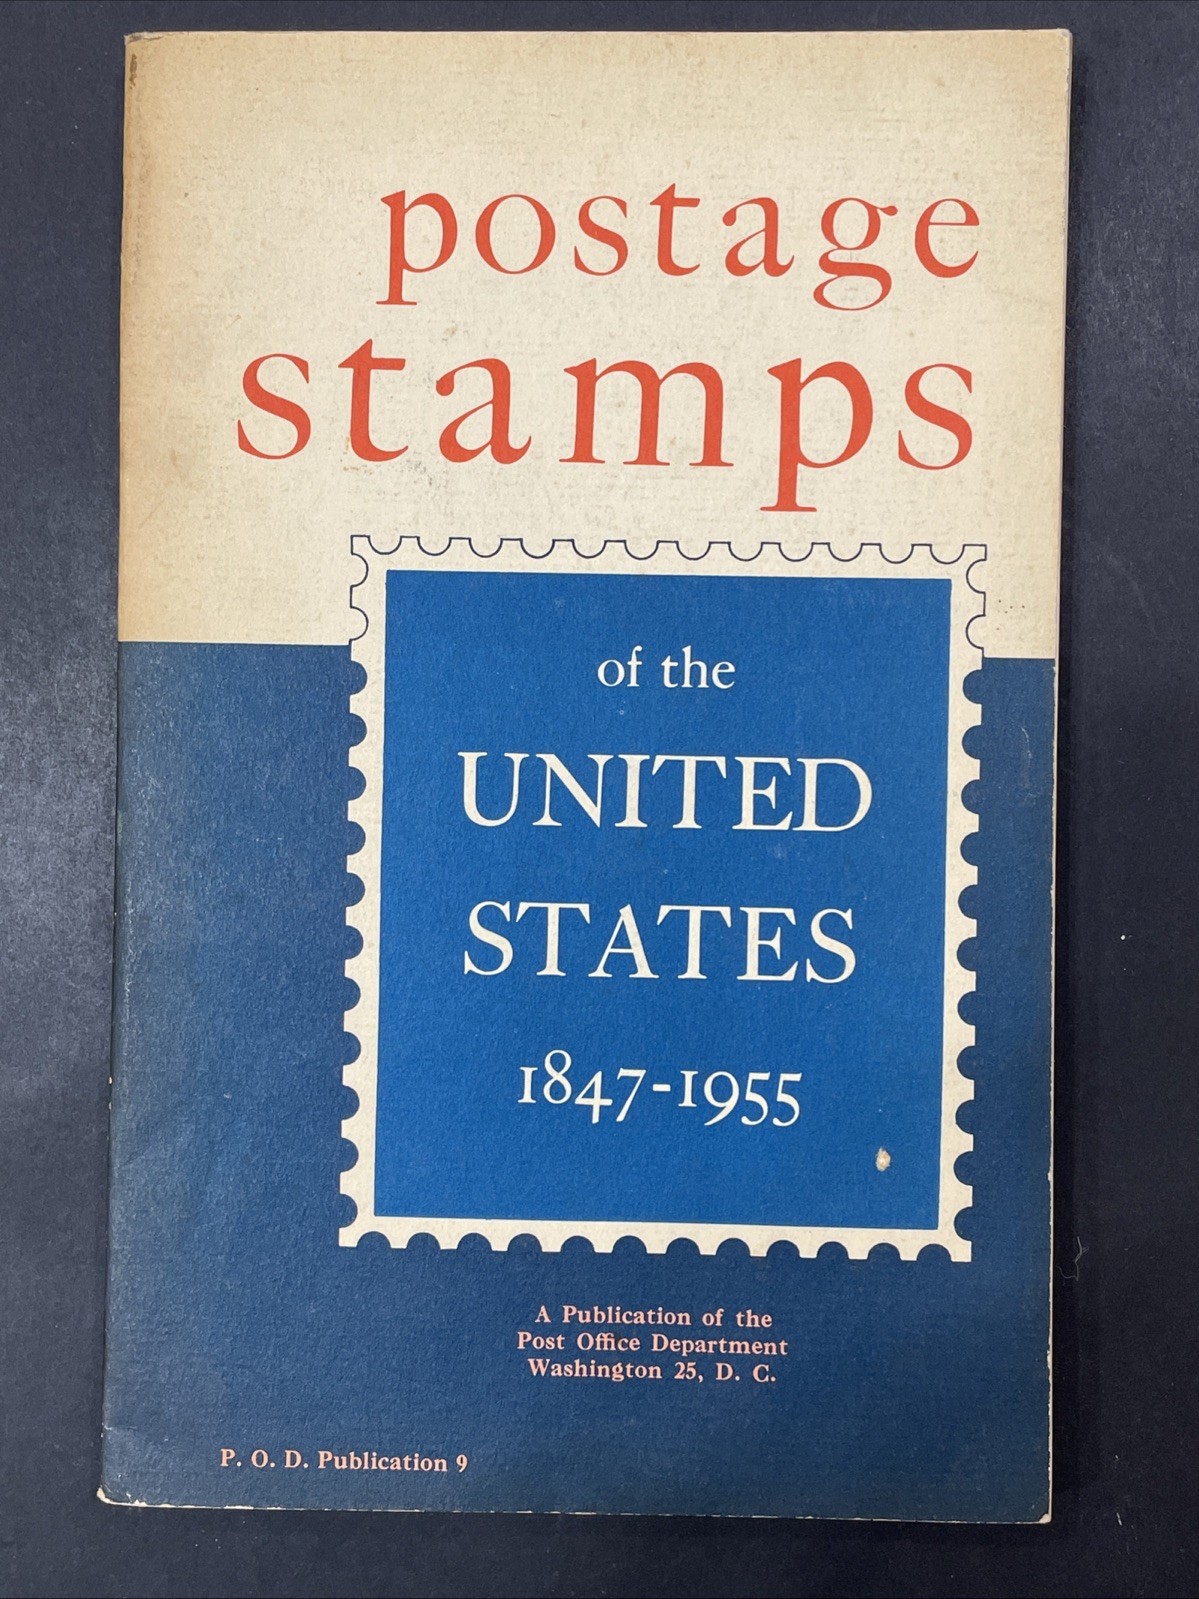 postage
stamps
of the
UNITED
STATES
1847-1955
A Publication of the
Post Office Department
Washington 25, D. C.
P. O. D. Publication 9